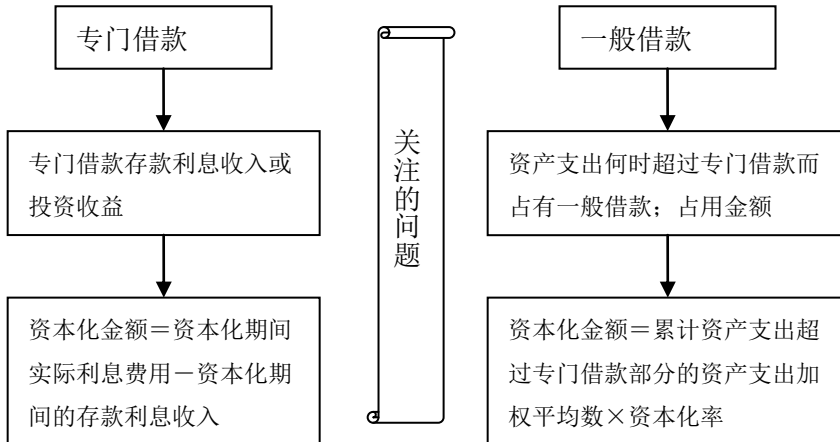 专门借款
专门借款存款利息收入或
投资收益
资本化金额＝资本化期间
实际利息费用－资本化期
间的存款利息收入
关注的问题
一般借款
资产支出何时超过专门借款而
占有一般借款；占用金额
资本化金额＝累计资产支出超
过专门借款部分的资产支出加
权平均数×资本化率